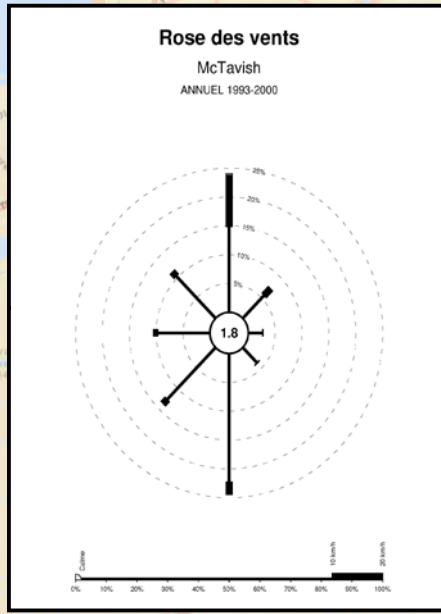 Rose des vents
McTavish
ANNUEL 1993-2000
25%
20%
15%
10%
5%
1.8
Calme
10 km/h
20 km/h
0% 10% 20% 30% 40% 50% 60% 70% 80% 90% 100%